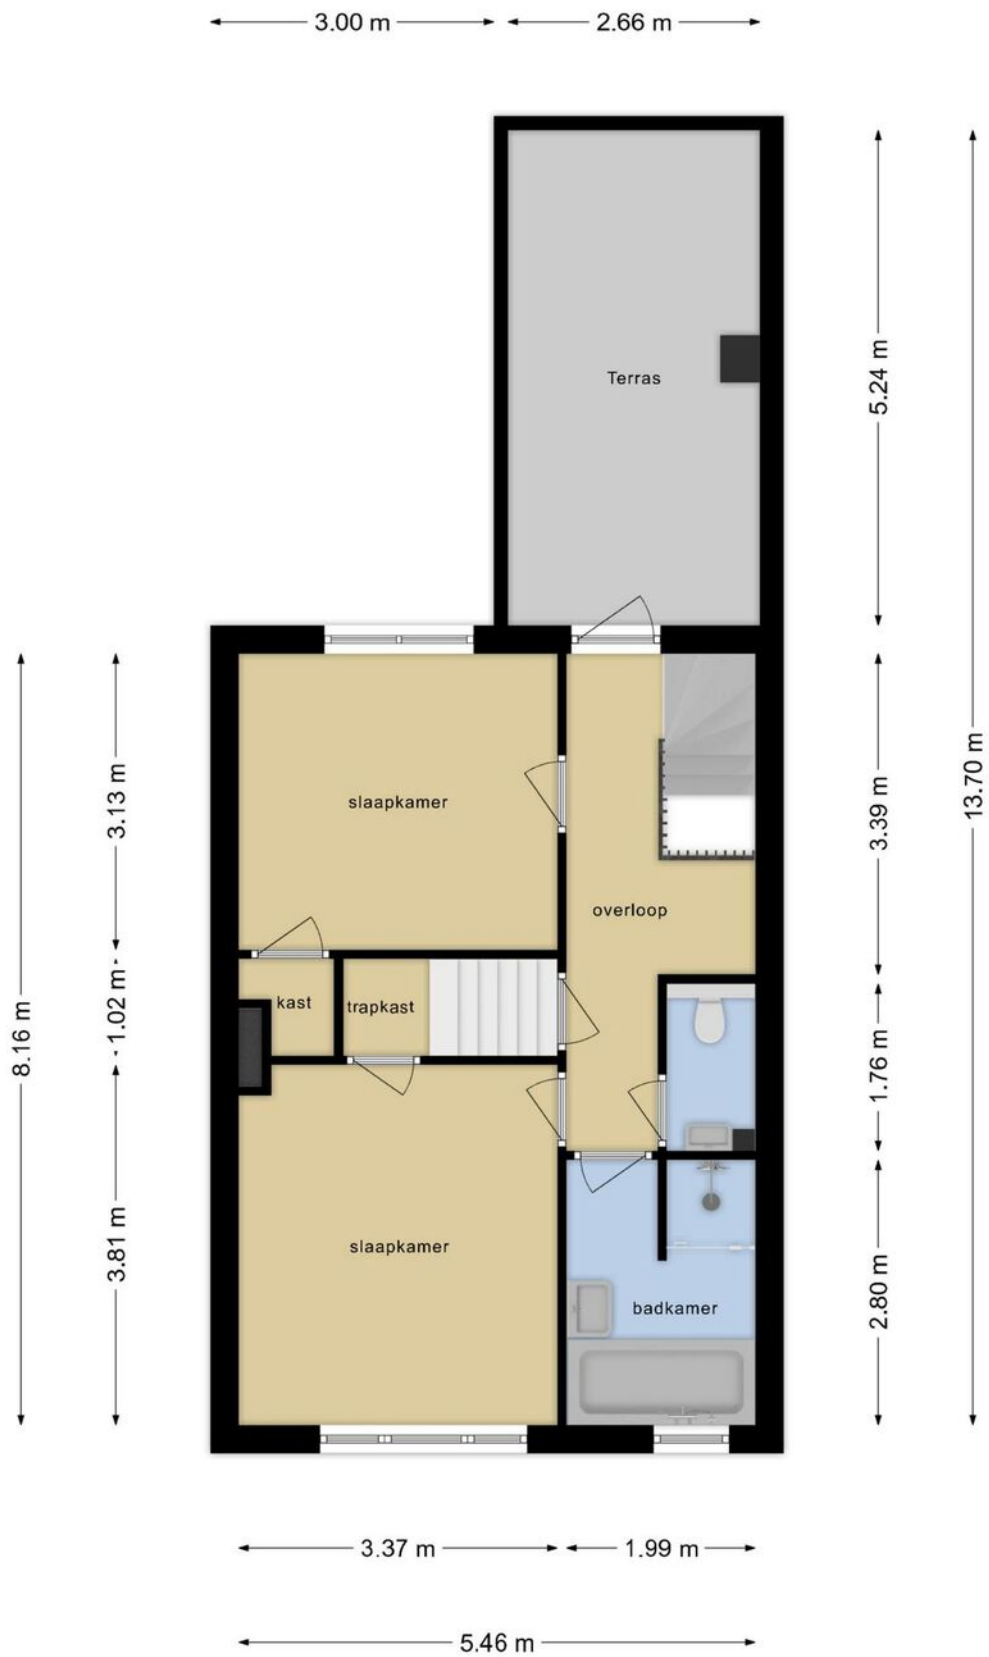 3.00 m
2.66 m
Terras
5.24 m
13.70 m
slaapkamer
3.13 m
3.39 m
overloop
kast
trapkast
1.02 m
8.16 m
1.76 m
slaapkamer
3.81 m
badkamer
2.80 m
3.37 m
1.99 m
5.46 m